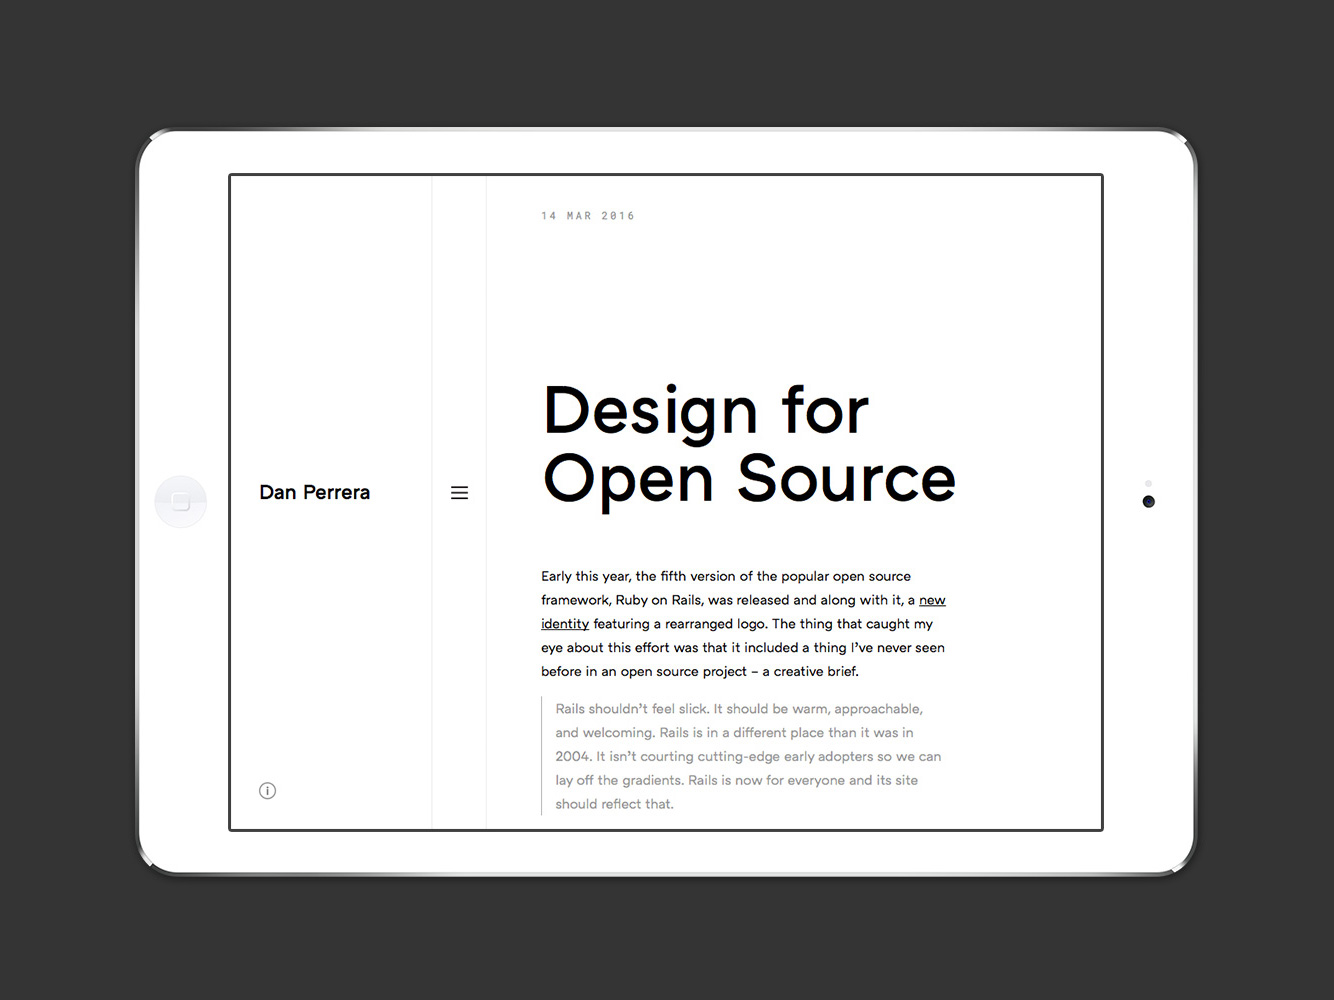 14 MAR 2016
Design for
Open Source
Dan Perrera
Early this year, the fifth version of the popular open source
framework, Ruby on Rails, was released and along with it, a new
identity featuring a rearranged logo. The thing that caught my
eye about this effort was that it included a thing I’ve never seen
before in an open source project – a creative brief.
Rails shouldn’t feel slick. It should be warm, approachable,
and welcoming. Rails is in a different place than it was in
2004. It isn’t courting cutting-edge early adopters so we can
lay off the gradients. Rails is now for everyone and its site
should reflect that.